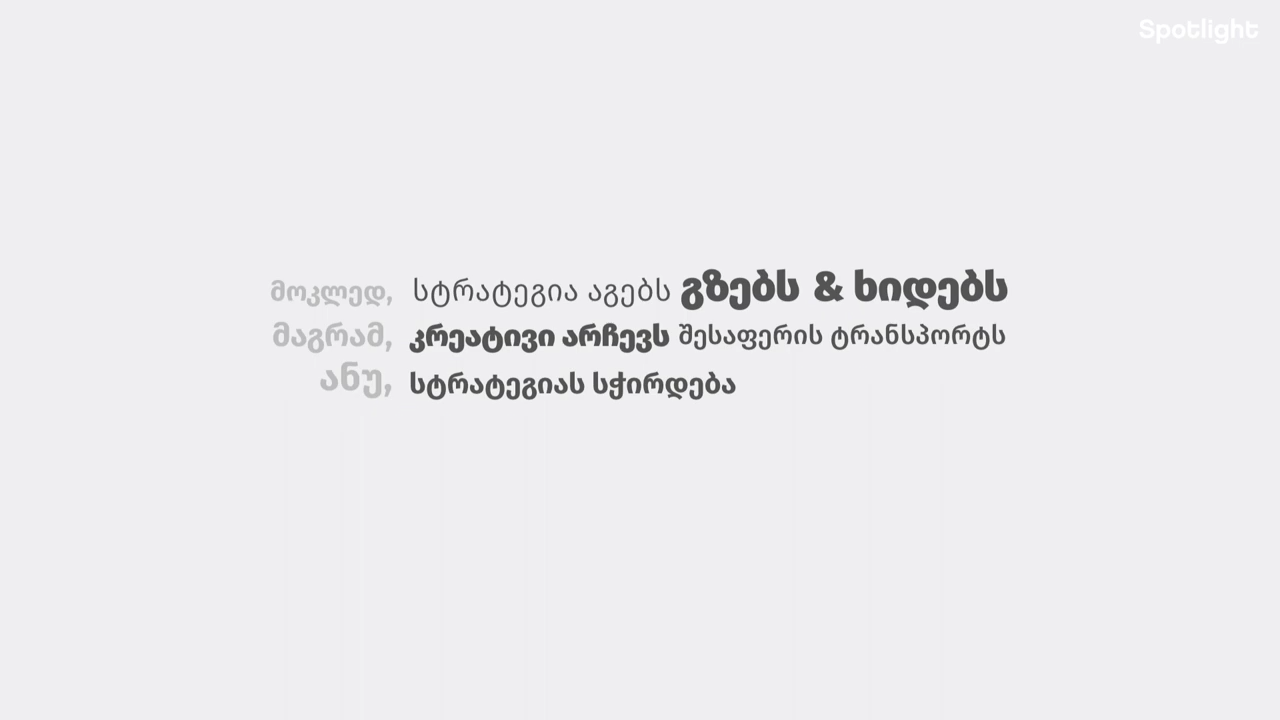 Spotlight
მოკლედ, სტრატეგია აგებს გზებს & ხიდებს
მაგრამ, კრეატივი არჩევს შესაფერის ტრანსპორტს
ანუ, სტრატეგიას სჭირდება